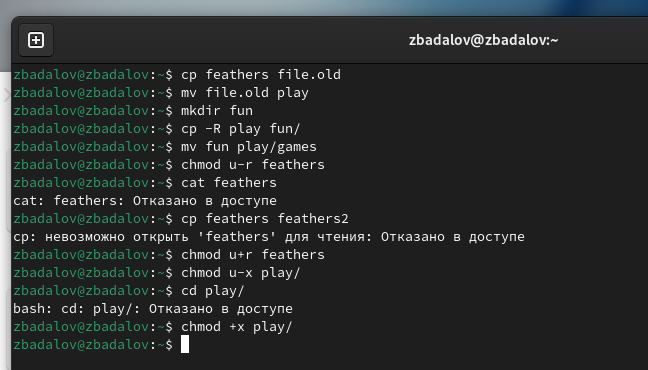 zbadalov@zbadalov:~
zbadalov@zbadalov:~$ cp feathers file.old
zbadalov@zbadalov:~$ mv file.old play
zbadalov@zbadalov:~$ mkdir fun
zbadalov@zbadalov:~$ cp -R play fun/
zbadalov@zbadalov:~$ mv fun play/games
zbadalov@zbadalov:~$ chmod u-r feathers
zbadalov@zbadalov:~$ cat feathers
cat: feathers: Отказано в доступе
zbadalov@zbadalov:~$ cp feathers feathers2
cp: невозможно открыть 'feathers' для чтения: Отказано в доступе
zbadalov@zbadalov:~$ chmod u+r feathers
zbadalov@zbadalov:~$ chmod u-x play/
zbadalov@zbadalov:~$ cd play/
bash: cd: play/: Отказано в доступе
zbadalov@zbadalov:~$ chmod +x play/
zbadalov@zbadalov:~$